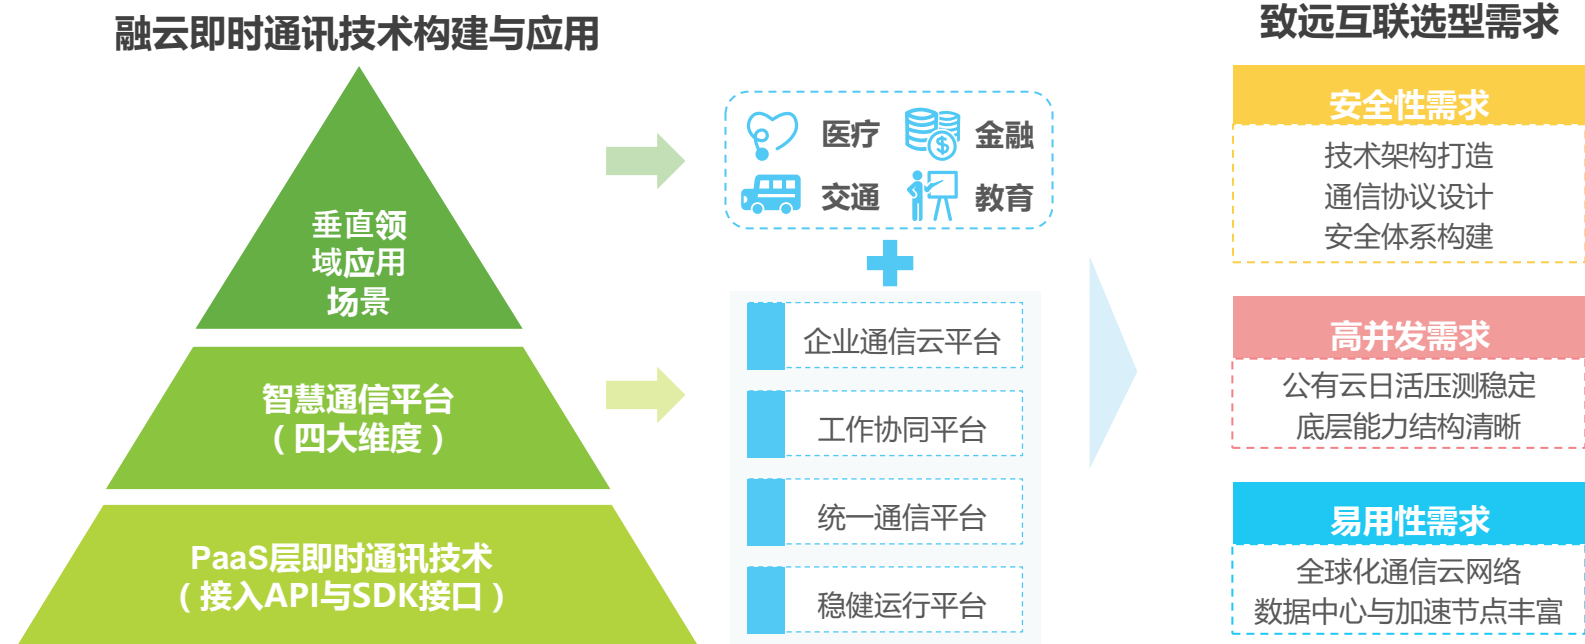 融云即时通讯技术构建与应用
垂直领
域应用
场景
智慧通信平台
（四大维度）
PaaS层即时通讯技术
（接入API与SDK接口）
医疗
金融
交通
教育
企业通信云平台
工作协同平台
统一通信平台
稳健运行平台
致远互联选型需求
安全性需求
技术架构打造
通信协议设计
安全体系构建
高并发需求
公有云日活压测稳定
底层能力结构清晰
易用性需求
全球化通信云网络
数据中心与加速节点丰富